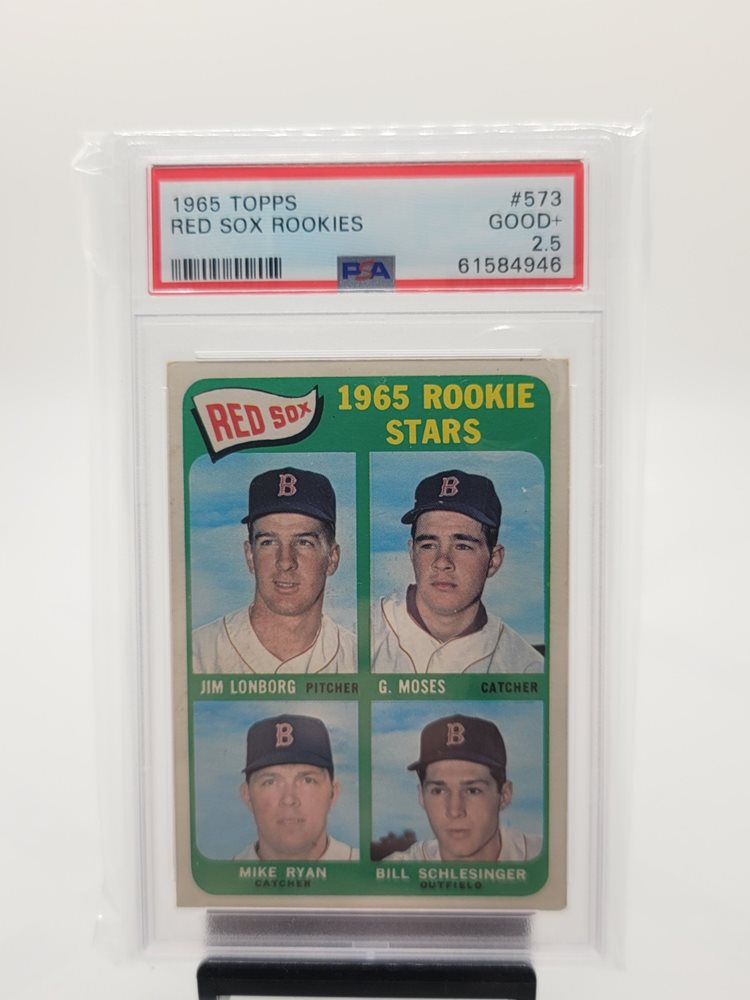 1965 TOPPS #573
RED SOX ROOKIES GOOD+
2.5
PSA 61584946
RED SOX
1965 ROOKIE
STARS
B B
JIM LONBORG PITCHER G. MOSES CATCHER
B B
MIKE RYAN BILL SCHLESINGER
CATCHER OUTFIELD